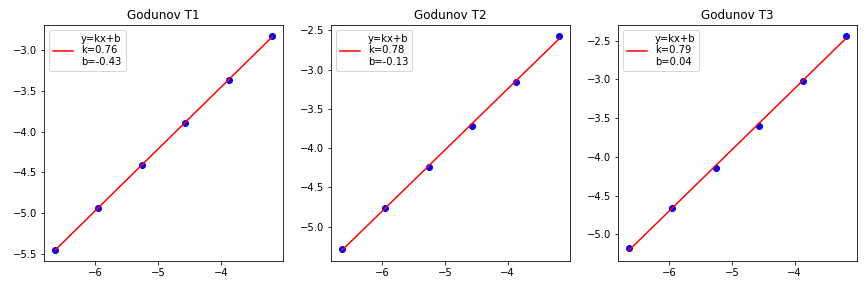 Godunov T1
y=kx+b
k=0.76
b=-0.43
−3.0
−3.5
−4.0
−4.5
−5.0
−5.5
−6
−5
−4
Godunov T2
y=kx+b
k=0.78
b=-0.13
−2.5
−3.0
−3.5
−4.0
−4.5
−5.0
−6
−5
−4
Godunov T3
y=kx+b
k=0.79
b=0.04
−2.5
−3.0
−3.5
−4.0
−4.5
−5.0
−6
−5
−4